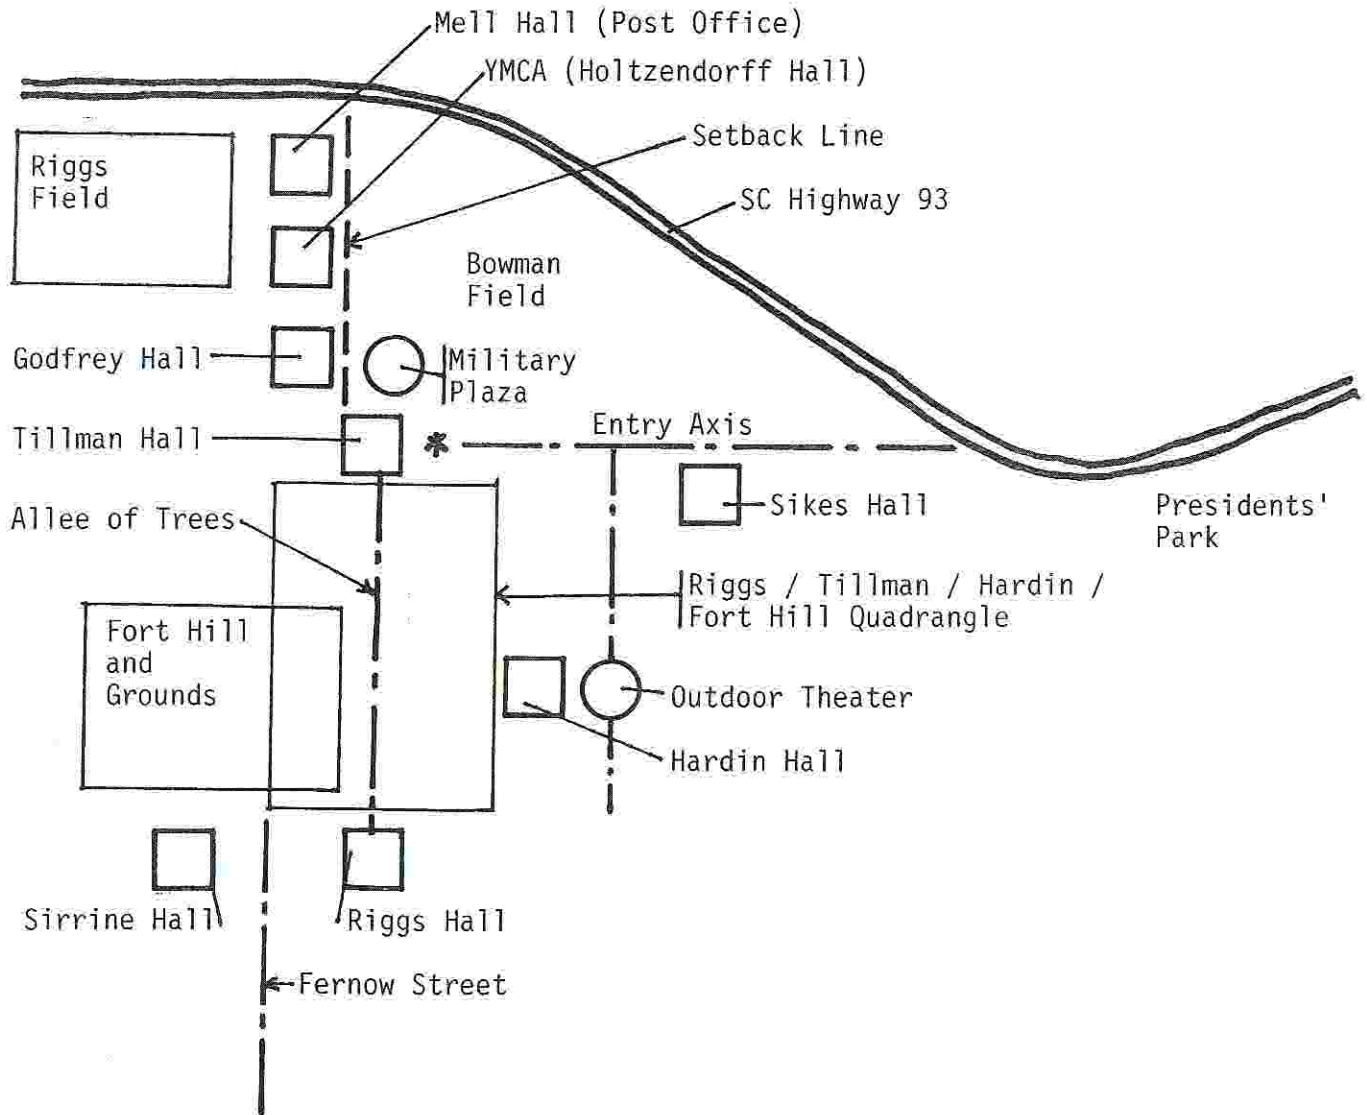 Mell Hall (Post Office)
YMCA (Holtzendorff Hall)
Setback Line
Riggs
Field
SC Highway 93
Bowman
Field
Godfrey Hall
Military
Plaza
Tillman Hall
*
Entry Axis
Sikes Hall
Presidents'
Park
Allee of Trees
Riggs / Tillman / Hardin /
Fort Hill Quadrangle
Fort Hill
and
Grounds
Outdoor Theater
Hardin Hall
Sirrine Hall
Riggs Hall
Fernow Street